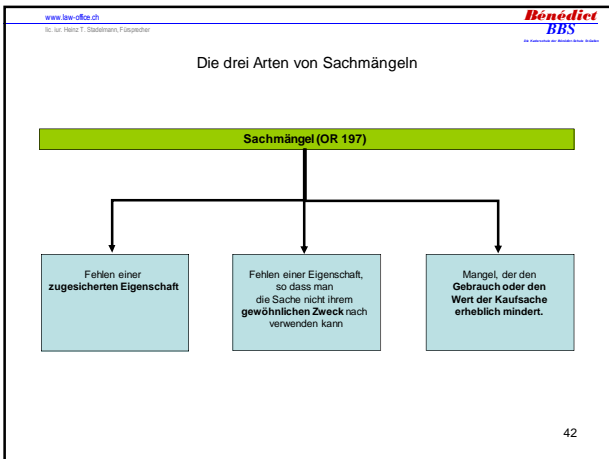 www.law-office.ch
lic. iur. Heinz T. Stadelmann, Fürsprecher
Bénédict
BBS
Die drei Arten von Sachmängeln
Sachmängel (OR 197)
Fehlen einer
zugesicherten Eigenschaft
Fehlen einer Eigenschaft,
so dass man
die Sache nicht ihrem
gewöhnlichen Zweck nach
verwenden kann
Mangel, der den
Gebrauch oder den
Wert der Kaufsache
erheblich mindert.
42